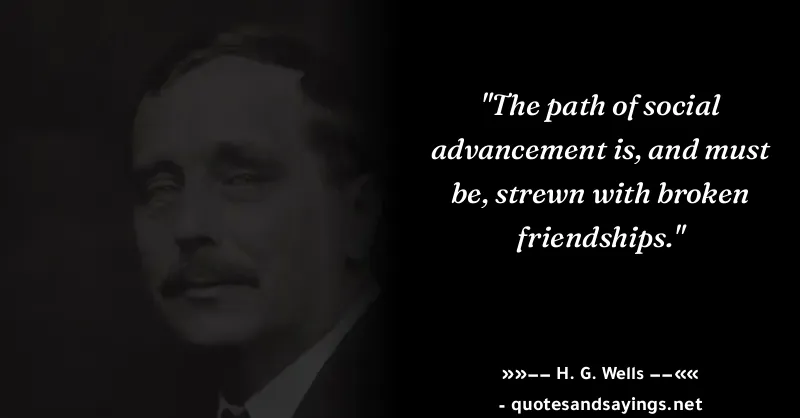 "The path of social
advancement is, and must
be, strewn with broken
friendships."
»»–– H. G. Wells ––««
- quotesandsayings.net